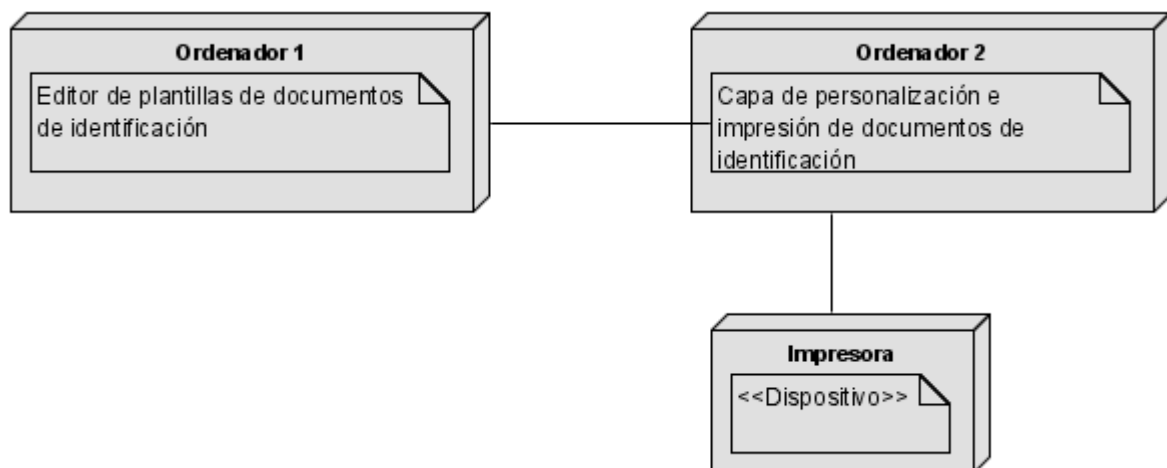 Ordenador 1
Editor de plantillas de documentos
de identificación
Ordenador 2
Capa de personalización e
impresión de documentos de
identificación
Impresora
<<Dispositivo>>